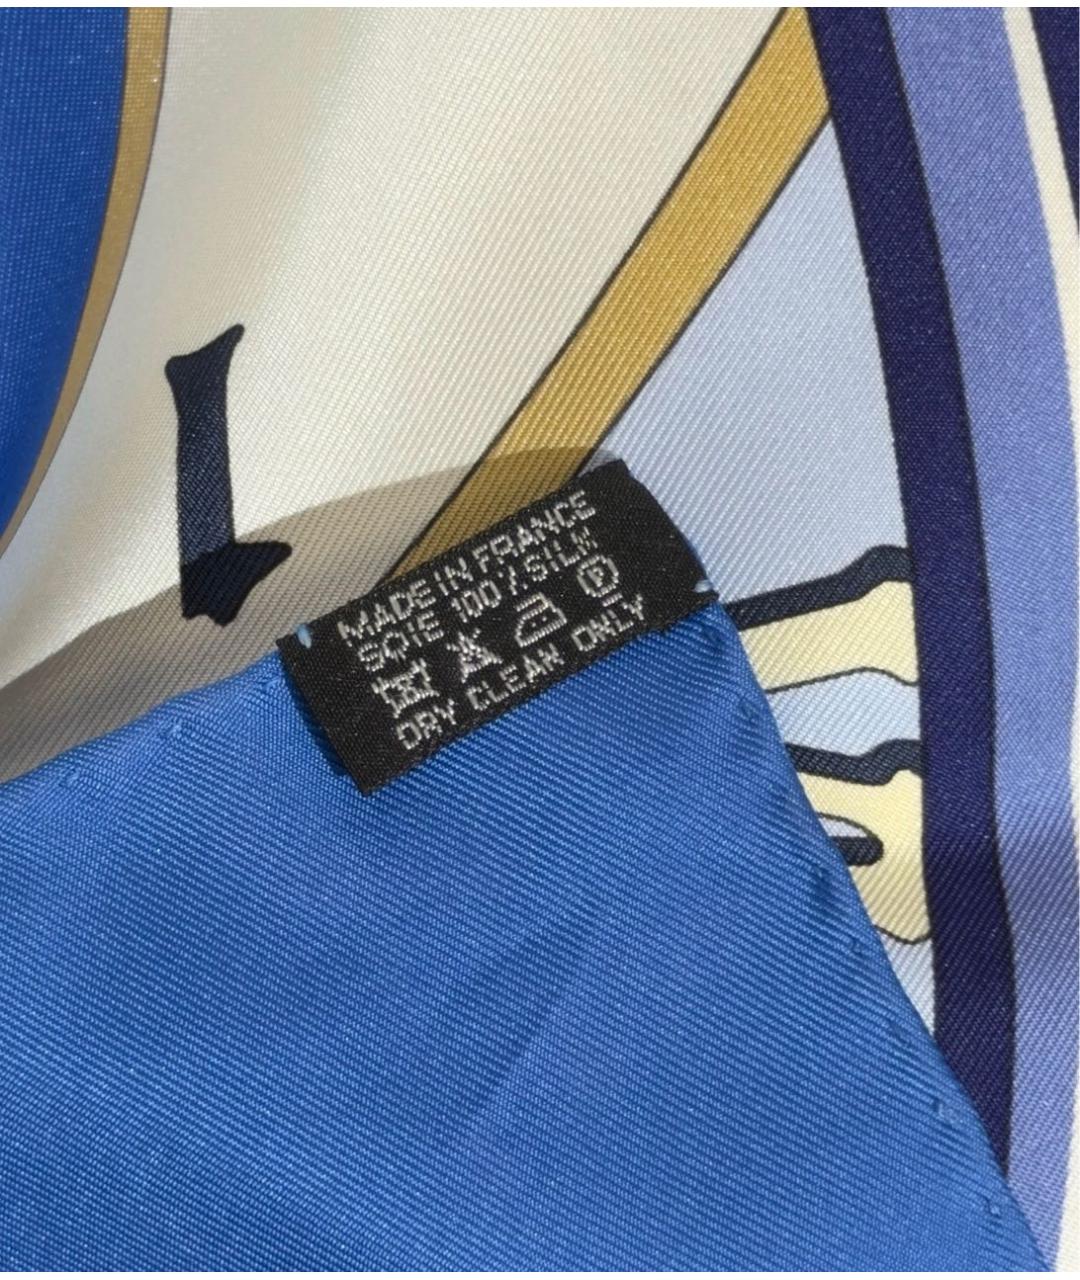 MADE IN FRANCE
SOIE 100% SILK
P
DRY CLEAN ONLY